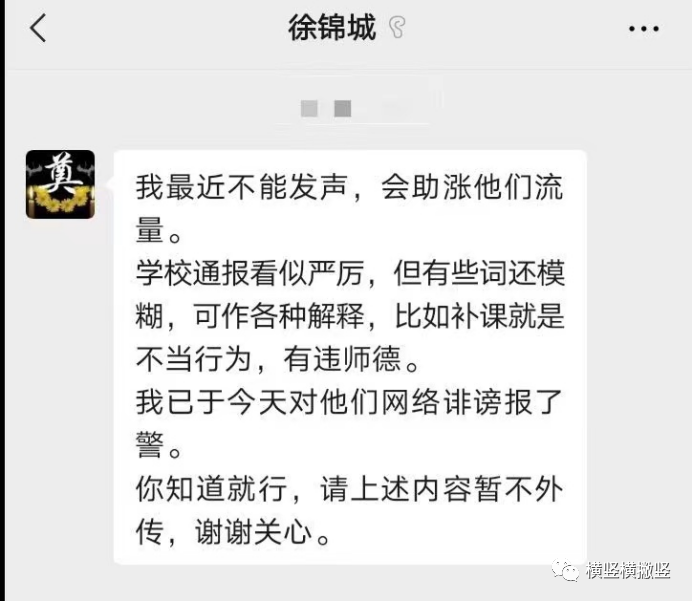 徐锦城
奠
我最近不能发声，会助涨他们流
量。
学校通报看似严厉，但有些词还模
糊，可作各种解释，比如补课就是
不当行为，有违师德。
我已于今天对他们网络诽谤报了
警。
你知道就行，请上述内容暂不外
传，谢谢关心。
横竖横撇竖